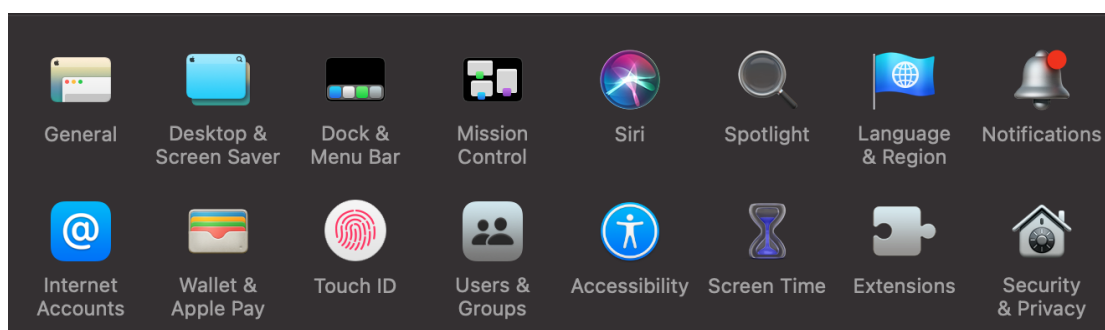 General
Desktop &
Screen Saver
Dock &
Menu Bar
Mission
Control
Siri
Spotlight
Language
& Region
Notifications
@
Internet
Accounts
Wallet &
Apple Pay
Touch ID
Users &
Groups
Accessibility
Screen Time
Extensions
Security
& Privacy